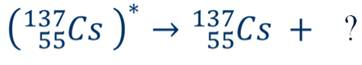 (¹³⁷₅₅Cs)* → ¹³⁷₅₅Cs + ?